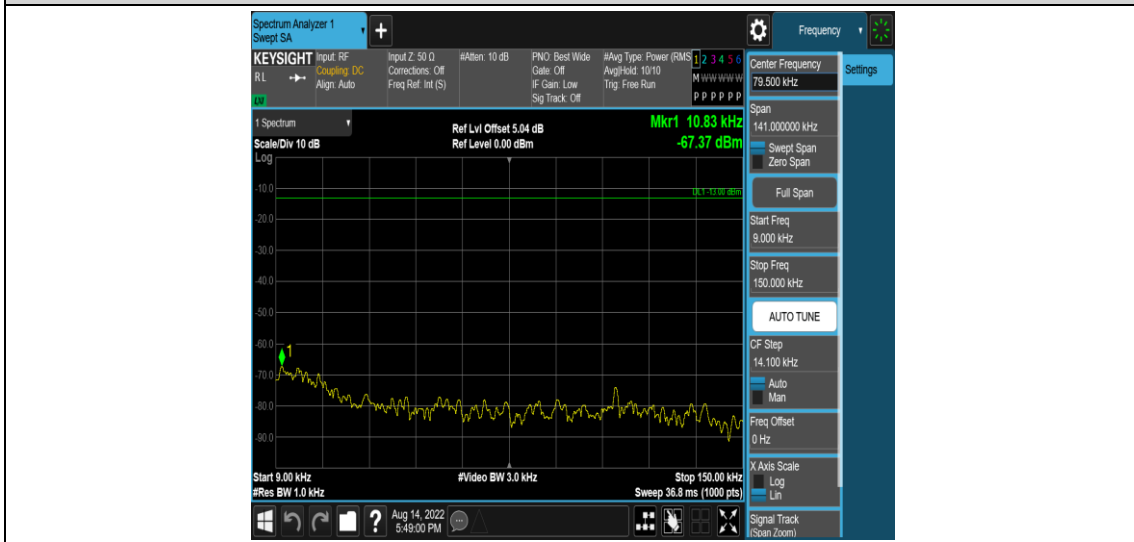 Spectrum Analyzer 1
Swept SA
+
Frequency
KEYSIGHT
RL
LXI
Input: RF
Coupling: DC
Align: Auto
Input Z: 50 Ω
Corrections: Off
Freq Ref: Int (S)
#Atten: 10 dB
PNO: Best Wide
Gate: Off
IF Gain: Low
Sig Track: Off
#Avg Type: Power (RMS
Avg|Hold: 10/10
Trig: Free Run
1 2 3 4 5 6
M W W W W W
P P P P P P
1 Spectrum
Scale/Div 10 dB
Log
Ref Lvl Offset 5.04 dB
Ref Level 0.00 dBm
Mkr1 10.83 kHz
-67.37 dBm
DL1 -13.00 dBm
-10.0
-20.0
-30.0
-40.0
-50.0
-60.0
1
-70.0
-80.0
-90.0
Start 9.00 kHz
#Res BW 1.0 kHz
#Video BW 3.0 kHz
Stop 150.00 kHz
Sweep 36.8 ms (1000 pts)
Center Frequency
79.500 kHz
Settings
Span
141.000000 kHz
Swept Span
Zero Span
Full Span
Start Freq
9.000 kHz
Stop Freq
150.000 kHz
AUTO TUNE
CF Step
14.100 kHz
Auto
Man
Freq Offset
0 Hz
X Axis Scale
Log
Lin
Signal Track
(Span Zoom)
?
Aug 14, 2022
5:49:00 PM